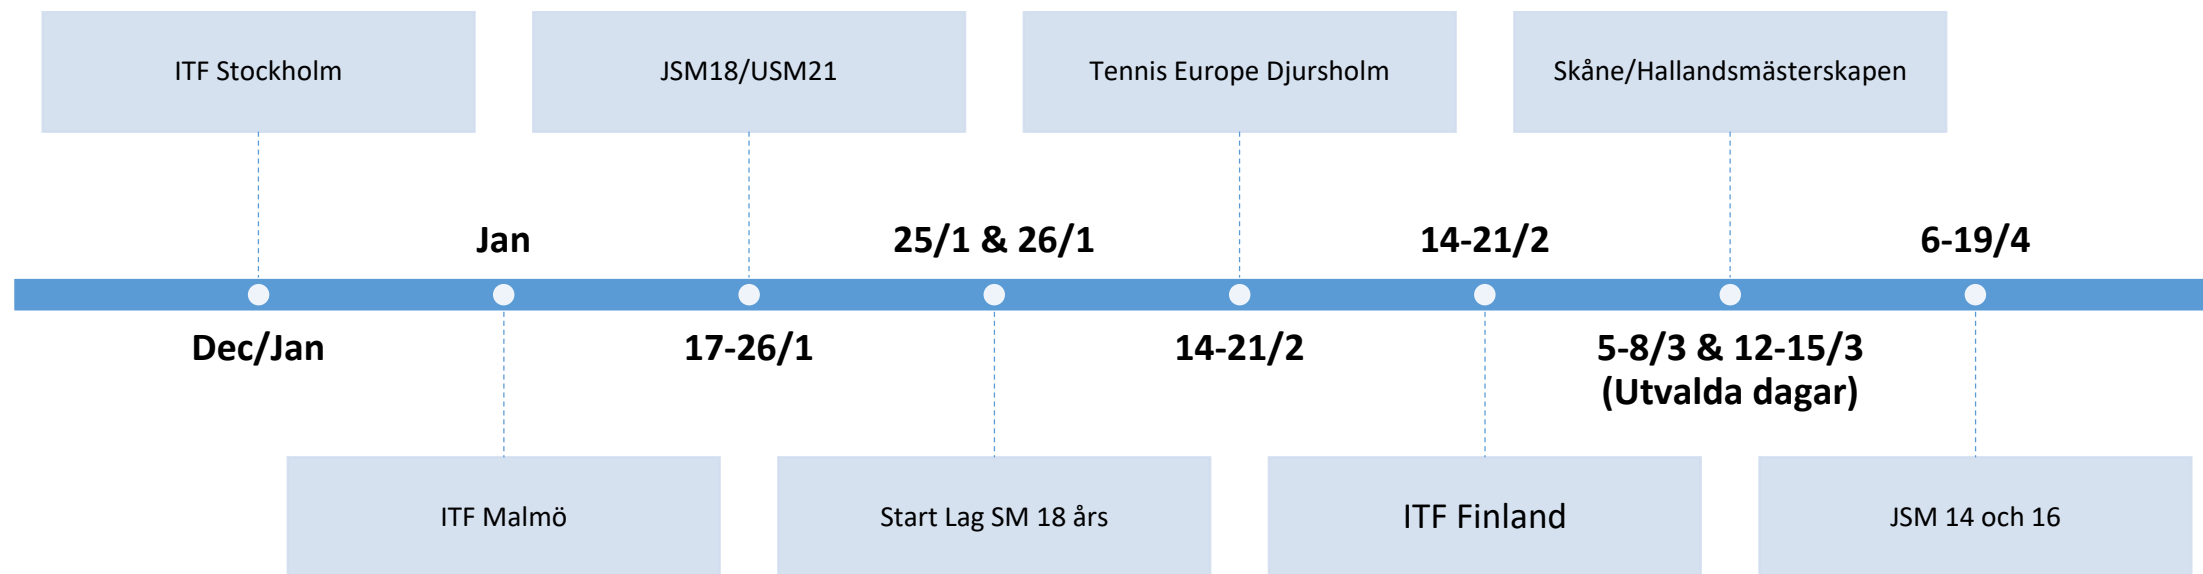 ITF Stockholm
JSM18/USM21
Tennis Europe Djursholm
Skåne/Hallandsmästerskapen
Jan
25/1 & 26/1
14-21/2
6-19/4
Dec/Jan
17-26/1
14-21/2
5-8/3 & 12-15/3
(Utvalda dagar)
ITF Malmö
Start Lag SM 18 års
ITF Finland
JSM 14 och 16